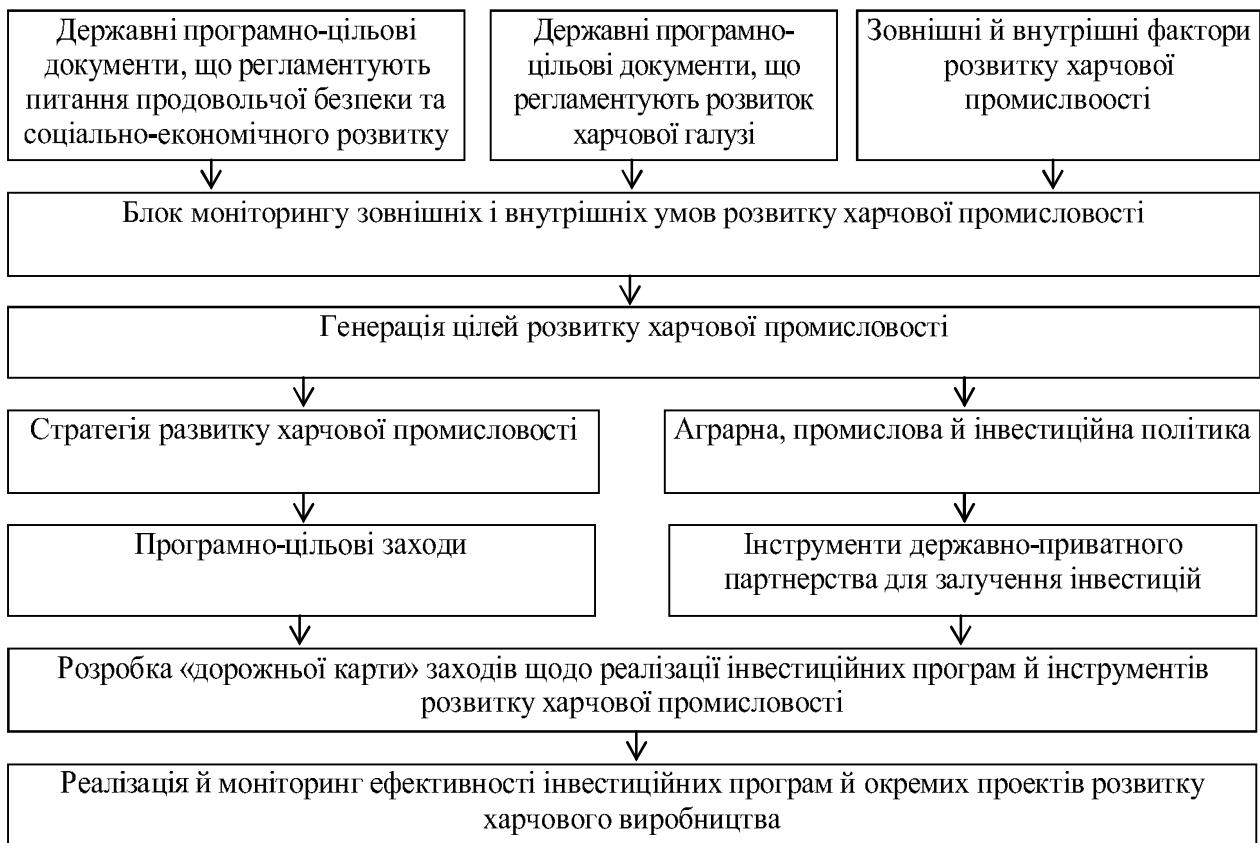 Державні програмно-цільові
документи, що регламентують
питання продовольчої безпеки та
соціально-економічного розвитку
Державні програмно-
цільові документи, що
регламентують розвиток
харчової галузі
Зовнішні й внутрішні фактори
розвитку харчової
промислвоості
Блок моніторингу зовнішніх і внутрішніх умов розвитку харчової промисловості
Генерація цілей розвитку харчової промисловості
Стратегія развитку харчової промисловості
Аграрна, промислова й інвестиційна політика
Програмно-цільові заходи
Інструменти державно-приватного
партнерства для залучення інвестицій
Розробка «дорожньої карти» заходів щодо реалізації інвестиційних програм й інструментів
розвитку харчової промисловості
Реалізація й моніторинг ефективності інвестиційних програм й окремих проектів розвитку
харчового виробництва